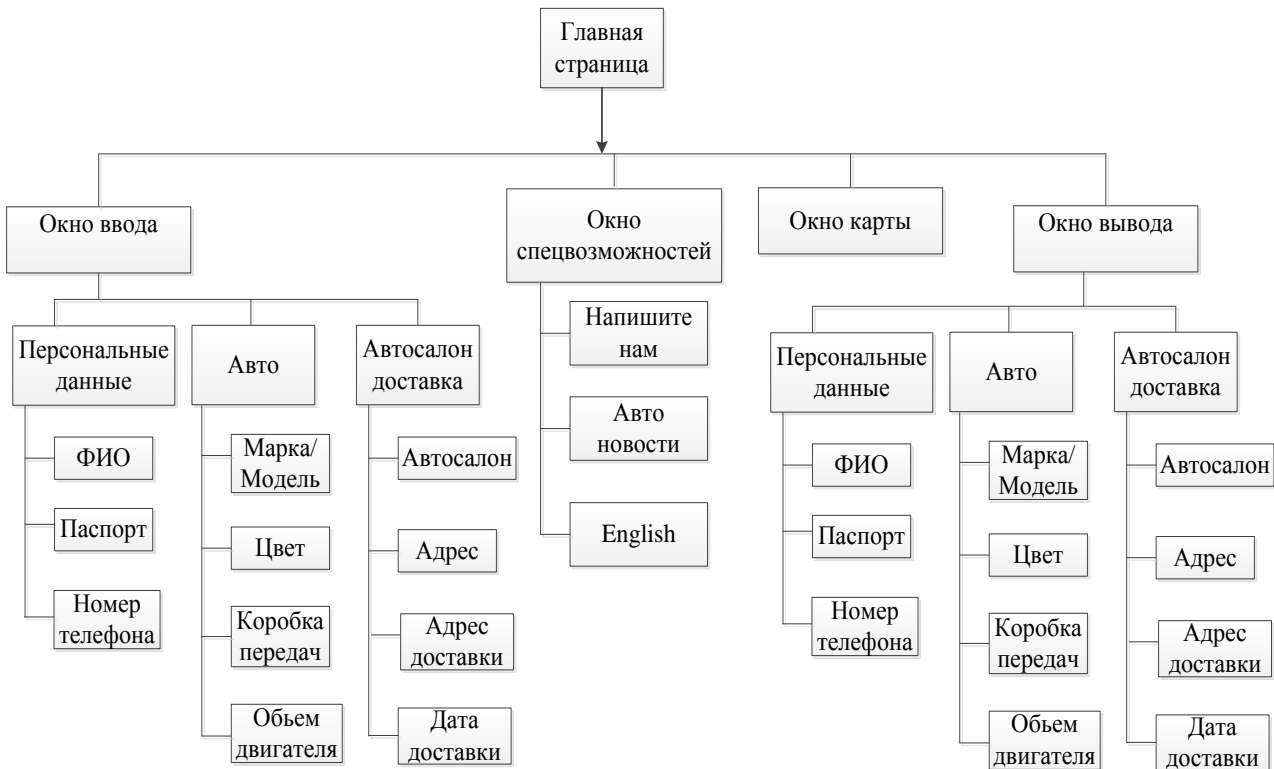 Главная
страница
Окно ввода
Окно
спецвозможностей
Окно карты
Окно вывода
Персональные
данные
Авто
Автосалон
доставка
ФИО
Паспорт
Номер
телефона
Марка/
Модель
Цвет
Коробка
передач
Обьем
двигателя
Автосалон
Адрес
Адрес
доставки
Дата
доставки
Напишите
нам
Авто
новости
English
Персональные
данные
Авто
Автосалон
доставка
ФИО
Паспорт
Номер
телефона
Марка/
Модель
Цвет
Коробка
передач
Обьем
двигателя
Автосалон
Адрес
Адрес
доставки
Дата
доставки